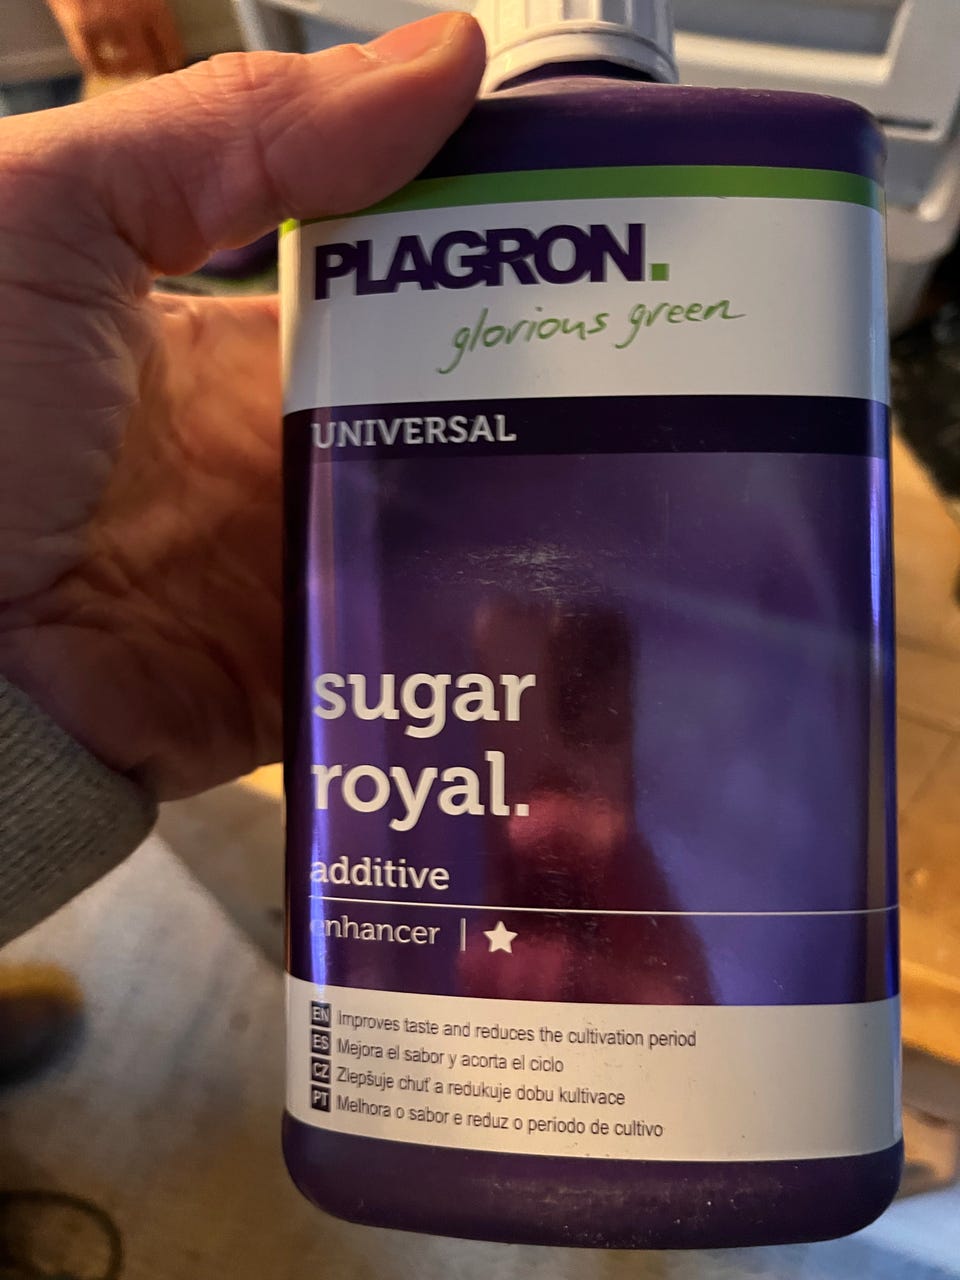 PLAGRON.
glorious green
UNIVERSAL
sugar
royal.
additive
enhancer |
EN Improves taste and reduces the cultivation period
ES Mejora el sabor y acorta el ciclo
CZ Zlepšuje chuť a redukuje dobu kultivace
PT Melhora o sabor e reduz o periodo de cultivo